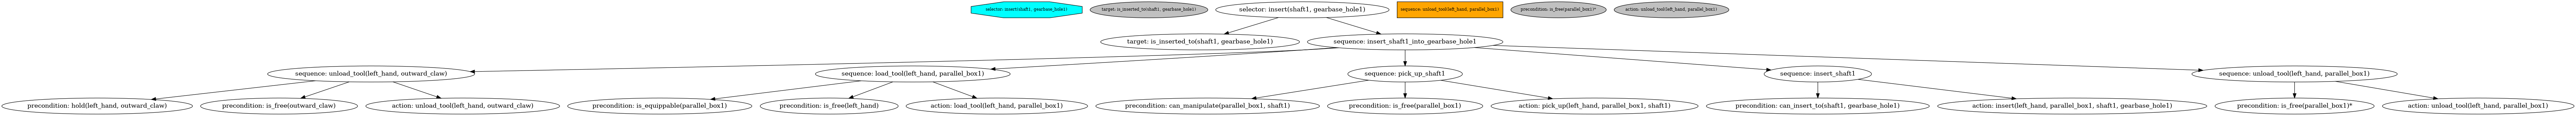 selector: insert(shaft1, gearbase_hole1)
target: is_inserted_to(shaft1, gearbase_hole1)
selector: insert(shaft1, gearbase_hole1)
sequence: unload_tool(left_hand, parallel_box1)
precondition: is_free(parallel_box1)*
action: unload_tool(left_hand, parallel_box1)
target: is_inserted_to(shaft1, gearbase_hole1)
sequence: insert_shaft1_into_gearbase_hole1
sequence: unload_tool(left_hand, outward_claw)
sequence: load_tool(left_hand, parallel_box1)
sequence: pick_up_shaft1
sequence: insert_shaft1
sequence: unload_tool(left_hand, parallel_box1)
precondition: hold(left_hand, outward_claw)
precondition: is_free(outward_claw)
action: unload_tool(left_hand, outward_claw)
precondition: is_equippable(parallel_box1)
precondition: is_free(left_hand)
action: load_tool(left_hand, parallel_box1)
precondition: can_manipulate(parallel_box1, shaft1)
precondition: is_free(parallel_box1)
action: pick_up(left_hand, parallel_box1, shaft1)
precondition: can_insert_to(shaft1, gearbase_hole1)
action: insert(left_hand, parallel_box1, shaft1, gearbase_hole1)
precondition: is_free(parallel_box1)*
action: unload_tool(left_hand, parallel_box1)